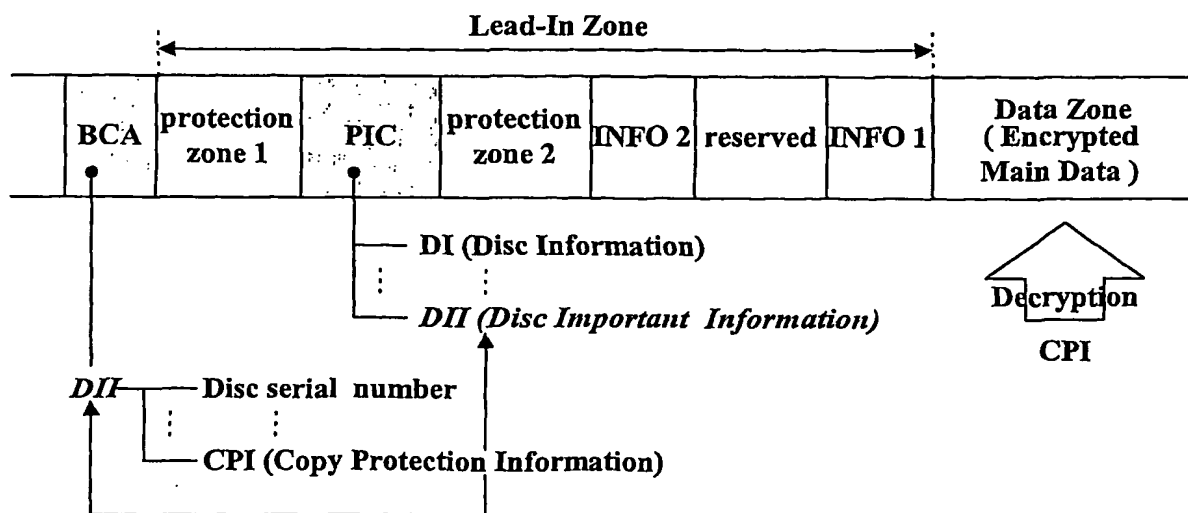 Lead-In Zone
BCA
protection
zone 1
PIC
protection
zone 2
INFO 2
reserved
INFO 1
Data Zone
( Encrypted
Main Data )
DI (Disc Information)
DII (Disc Important Information)
Decryption
CPI
DII
Disc serial number
CPI (Copy Protection Information)